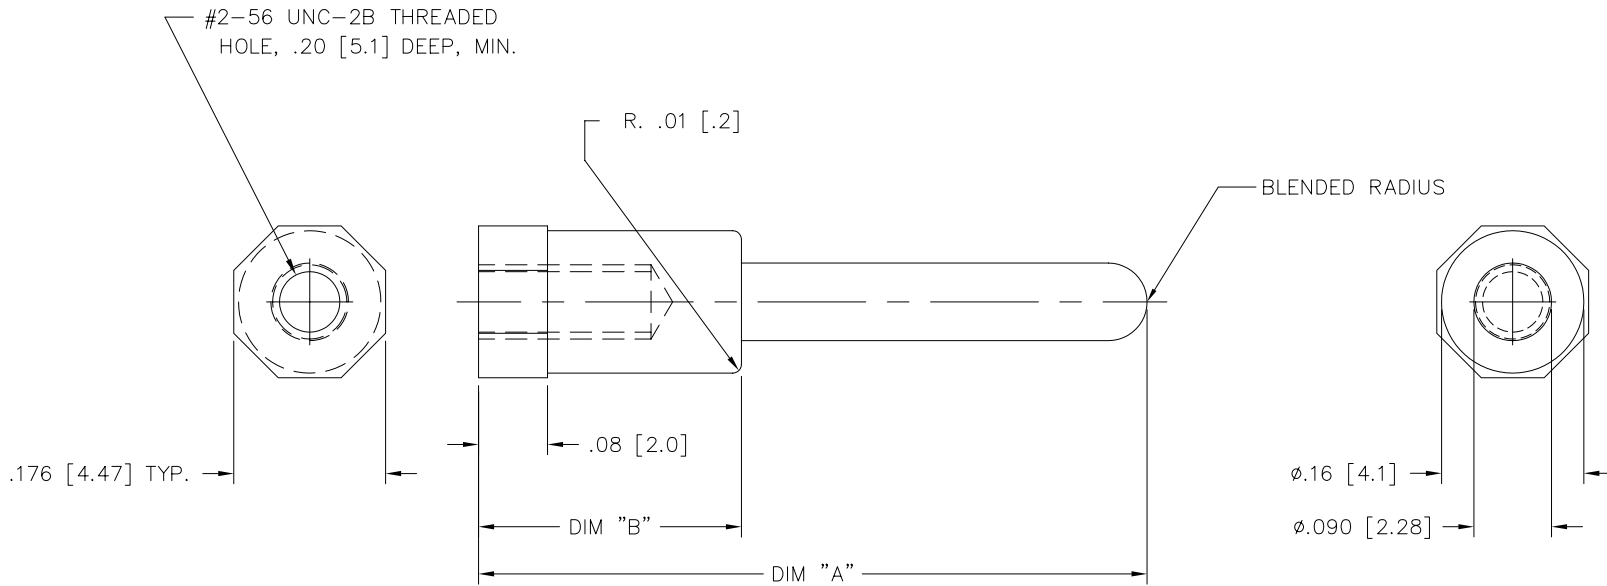 #2-56 UNC-2B THREADED
HOLE, .20 [5.1] DEEP, MIN.
R. .01 [.2]
BLENDED RADIUS
.08 [2.0]
.176 [4.47] TYP.
ø.16 [4.1]
DIM "B"
ø.090 [2.28]
DIM "A"